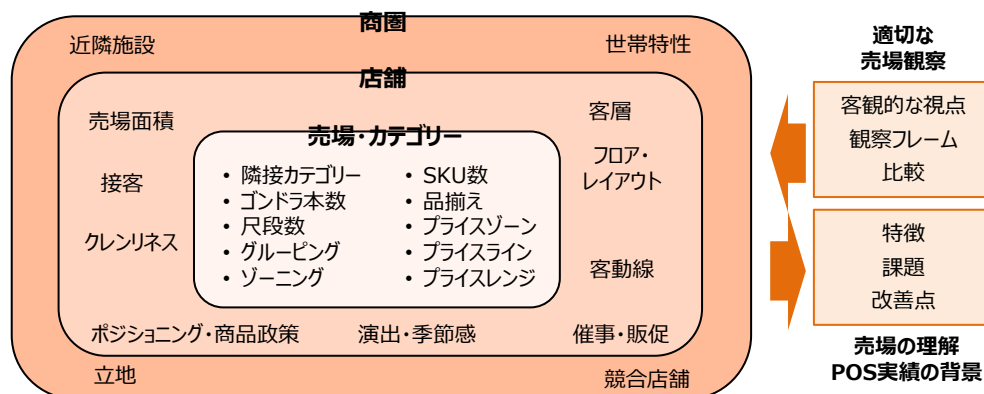 商圏
近隣施設
世帯特性
店舗
売場面積
客層
売場・カテゴリー
接客
フロア・
レイアウト
クレンリネス
客動線
• 隣接カテゴリー
• ゴンドラ本数
• 尺段数
• グルーピング
• ゾーニング
• SKU数
• 品揃え
• プライスゾーン
• プライスライン
• プライスレンジ
ポジショニング・商品政策
演出・季節感
催事・販促
立地
競合店舗
適切な
売場観察
客観的な視点
観察フレーム
比較
特徴
課題
改善点
売場の理解
POS実績の背景